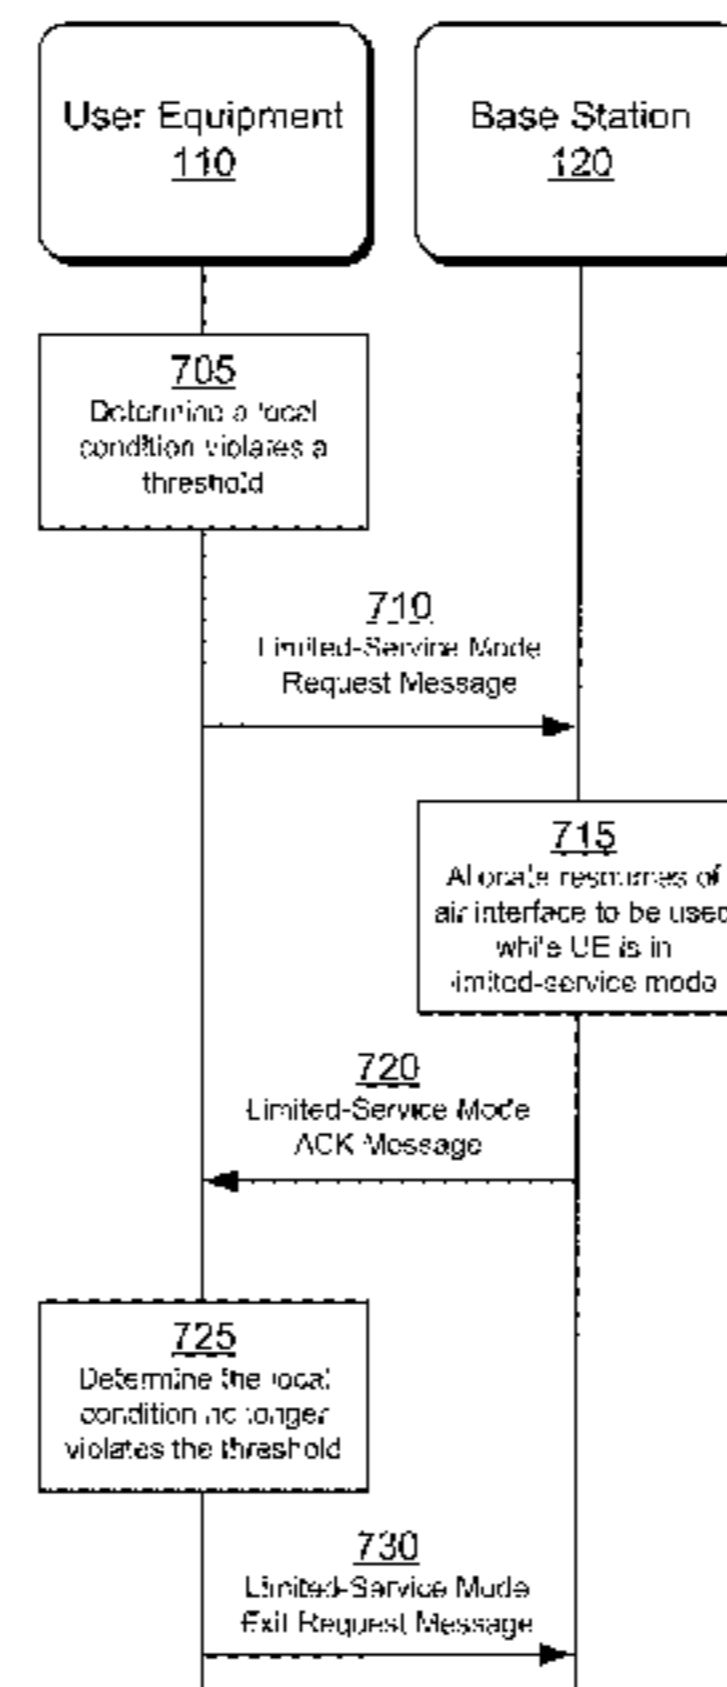 User Equipment
110
Base Station
120
705
Determine a local
condition violates a
threshold
710
Limited-Service Mode
Request Message
715
Allocate resources of
air interface to be used
while UE is in
limited-service mode
720
Limited-Service Mode
ACK Message
725
Determine the local
condition no longer
violates the threshold
730
Limited-Service Mode
Exit Request Message